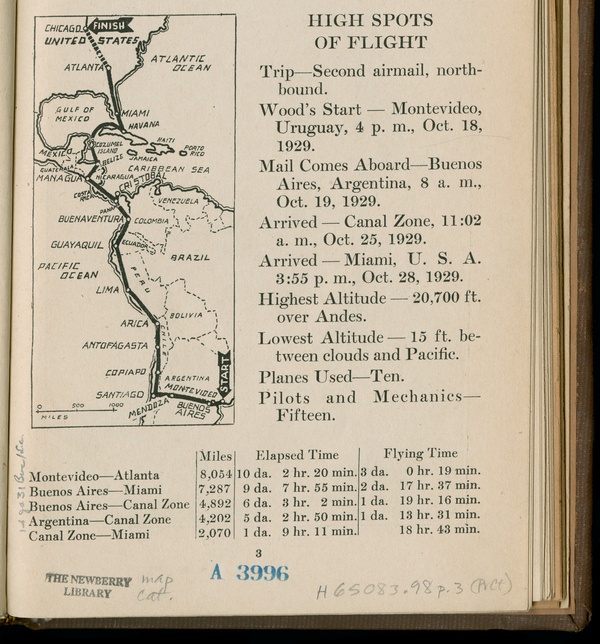 CHICAGO
FINISH
UNITED STATES
ATLANTIC
OCEAN
ATLANTA
GULF OF
MEXICO
MIAMI
HAVANA
COZUMEL
ISLAND
HAITI
PORTO
RICO
MEXICO
BELIZE
JAMAICA
GUATEMALA
CARIBBEAN SEA
MANAGUA
NICARAGUA
CRISTOBAL
COSTA
RICA
PANAMA
VENEZUELA
BUENAVENTURA
COLOMBIA
GUAYAQUIL
ECUADOR
BRAZIL
PACIFIC
OCEAN
PERU
LIMA
BOLIVIA
ARICA
CHILE
ANTOFAGASTA
COPIAPO
ARGENTINA
START
SANTIAGO
MONTEVIDEO
MENDOZA
BUENOS
AIRES
0 500 1000
MILES
HIGH SPOTS
OF FLIGHT
Trip—Second airmail, north-
bound.
Wood's Start — Montevideo,
Uruguay, 4 p. m., Oct. 18,
1929.
Mail Comes Aboard—Buenos
Aires, Argentina, 8 a. m.,
Oct. 19, 1929.
Arrived — Canal Zone, 11:02
a. m., Oct. 25, 1929.
Arrived — Miami, U. S. A.
3:55 p. m., Oct. 28, 1929.
Highest Altitude — 20,700 ft.
over Andes.
Lowest Altitude — 15 ft. be-
tween clouds and Pacific.
Planes Used—Ten.
Pilots and Mechanics—
Fifteen.
Miles Elapsed Time Flying Time
Montevideo—Atlanta 8,054 10 da. 2 hr. 20 min. 3 da. 0 hr. 19 min.
Buenos Aires—Miami 7,287 9 da. 7 hr. 55 min. 2 da. 17 hr. 37 min.
Buenos Aires—Canal Zone 4,892 6 da. 3 hr. 2 min. 1 da. 19 hr. 16 min.
Argentina—Canal Zone 4,202 5 da. 2 hr. 50 min. 1 da. 13 hr. 31 min.
Canal Zone—Miami 2,070 1 da. 9 hr. 11 min. 18 hr. 43 min.
3
A 3996
THE NEWBERRY
LIBRARY
map
cat.
H 65083.98 p. 3 (PrCt)